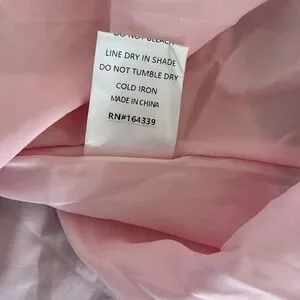 DO NOT BLEACH
LINE DRY IN SHADE
DO NOT TUMBLE DRY
COLD IRON
MADE IN CHINA
RN#164339